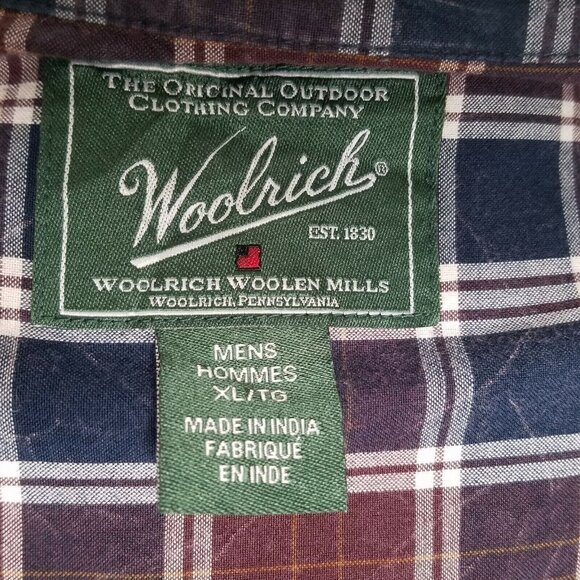 THE ORIGINAL OUTDOOR
CLOTHING COMPANY
Woolrich®
EST. 1830
WOOLRICH WOOLEN MILLS
WOOLRICH, PENNSYLVANIA
MENS
HOMMES
XL/TG
MADE IN INDIA
FABRIQUÉ
EN INDE